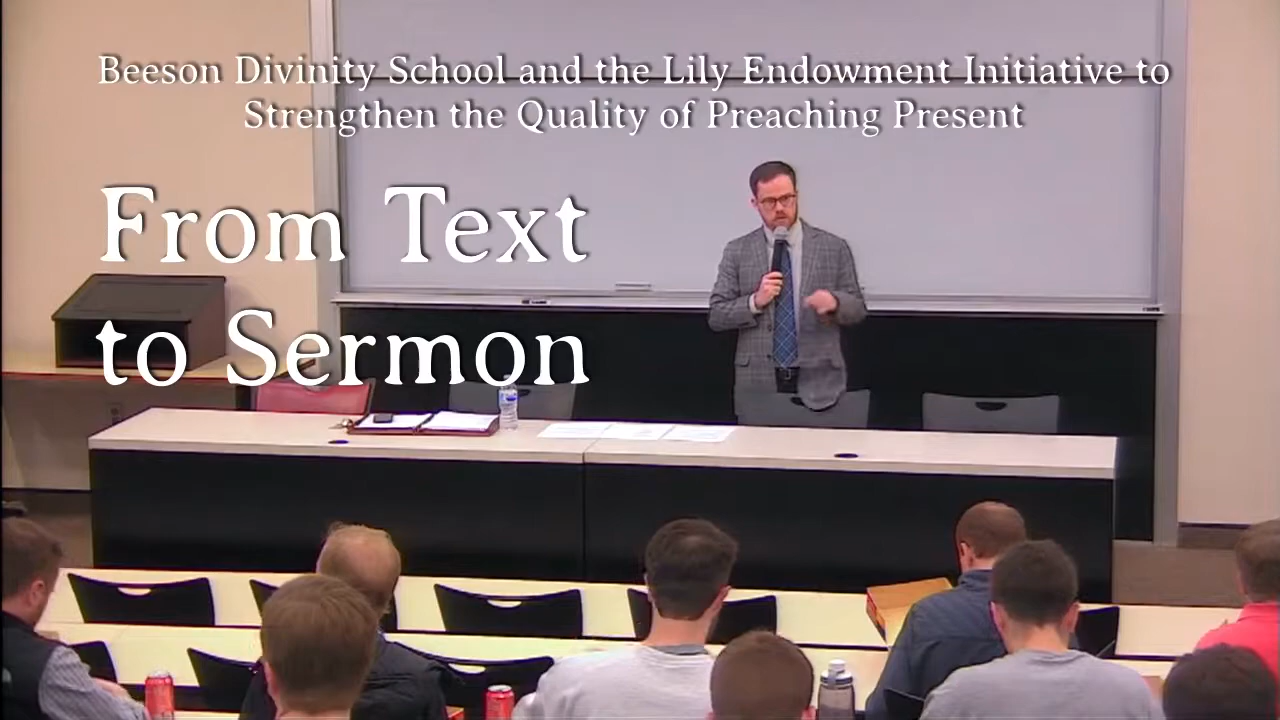 Beeson Divinity School and the Lily Endowment Initiative to
Strengthen the Quality of Preaching Present
From Text
to Sermon